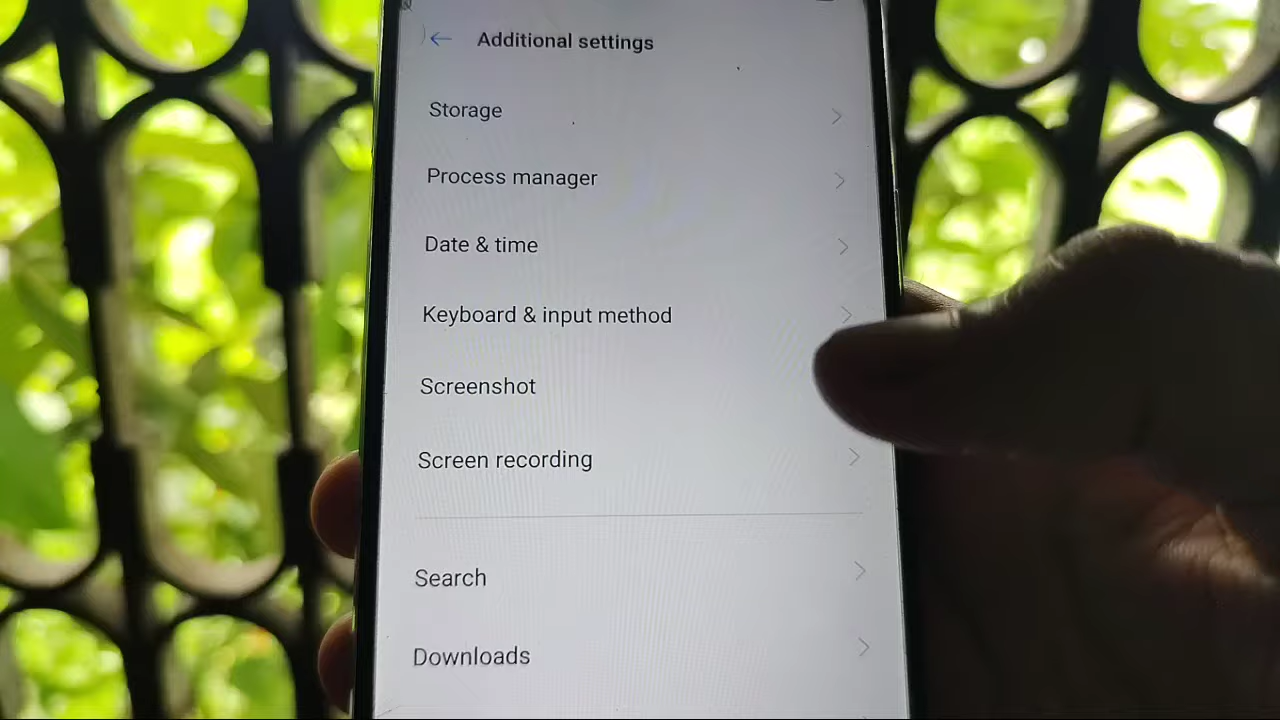 Additional settings
Storage
Process manager
Date & time
Keyboard & input method
Screenshot
Screen recording
Search
Downloads